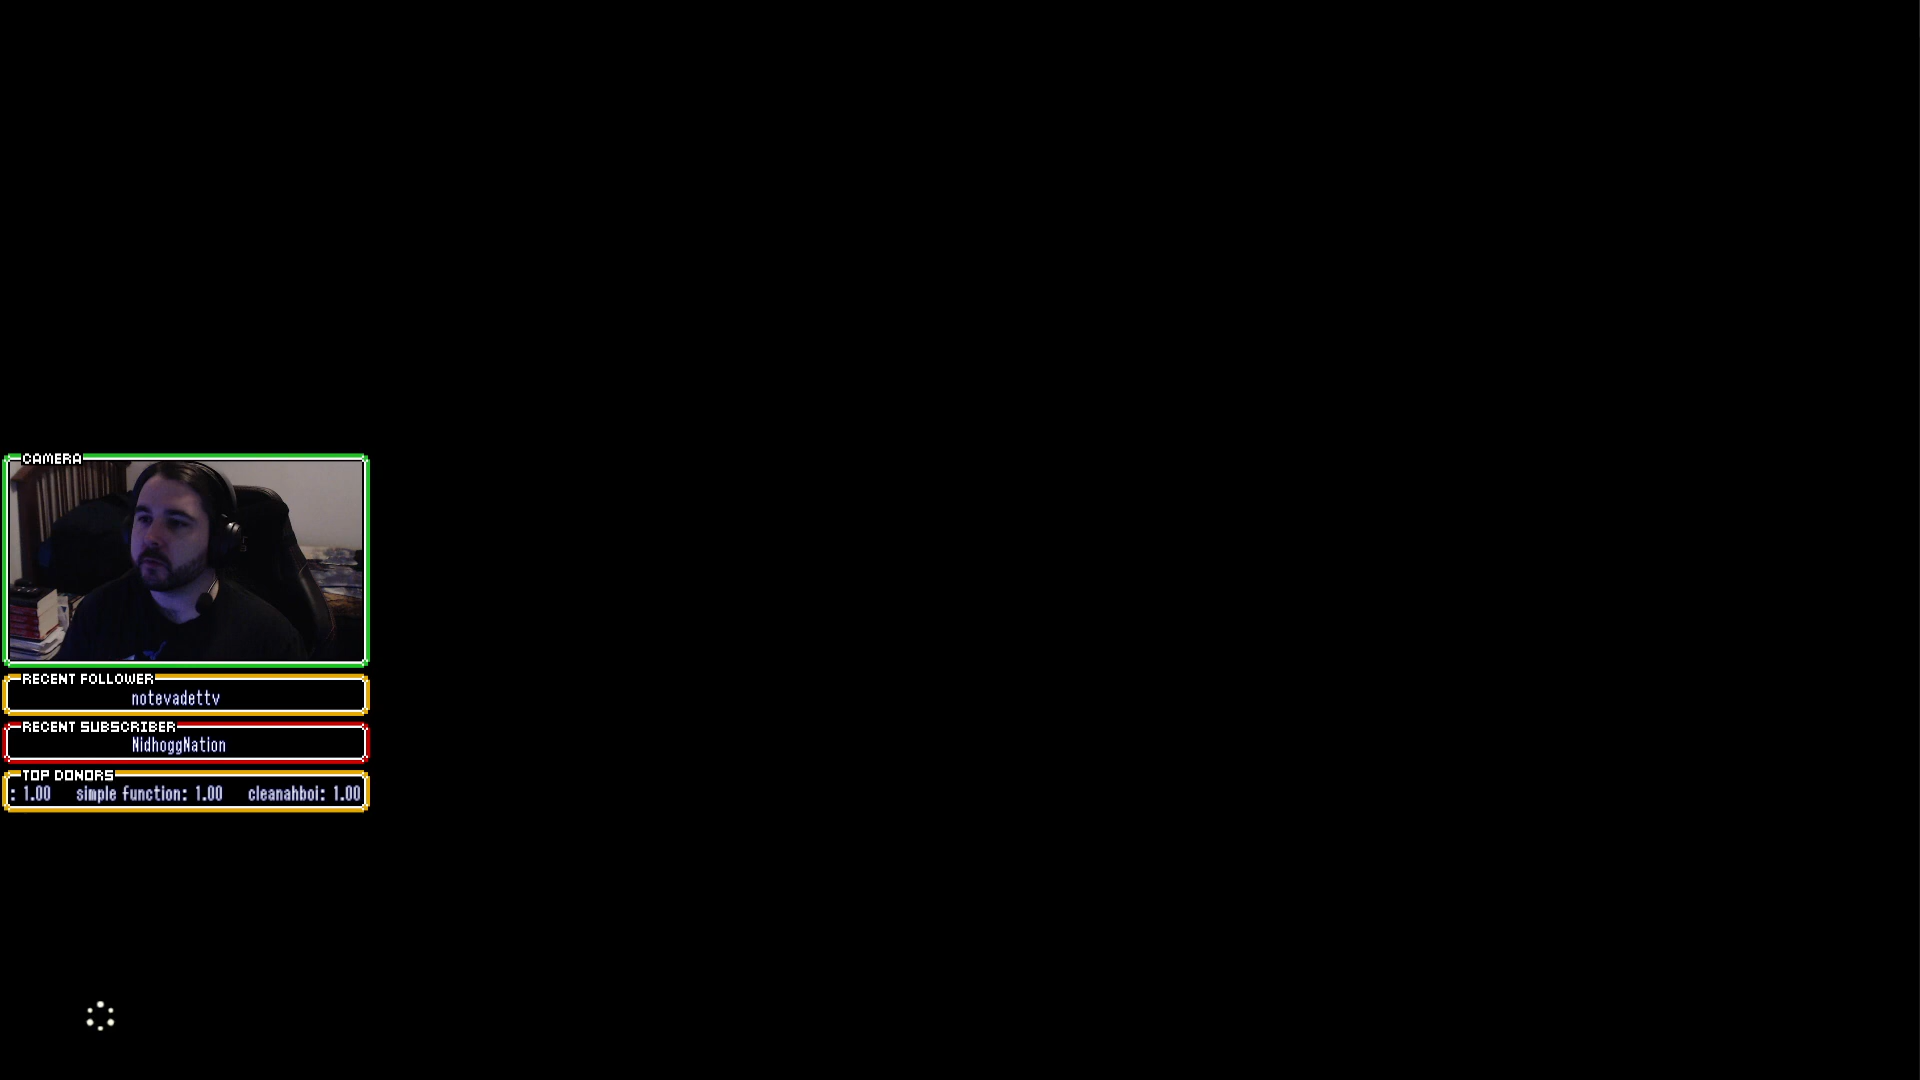 CAMERA
RECENT FOLLOWER
notevadettv
RECENT SUBSCRIBER
NidhoggNation
TOP DONORS
: 1.00 simple function: 1.00 cleanahboi: 1.00